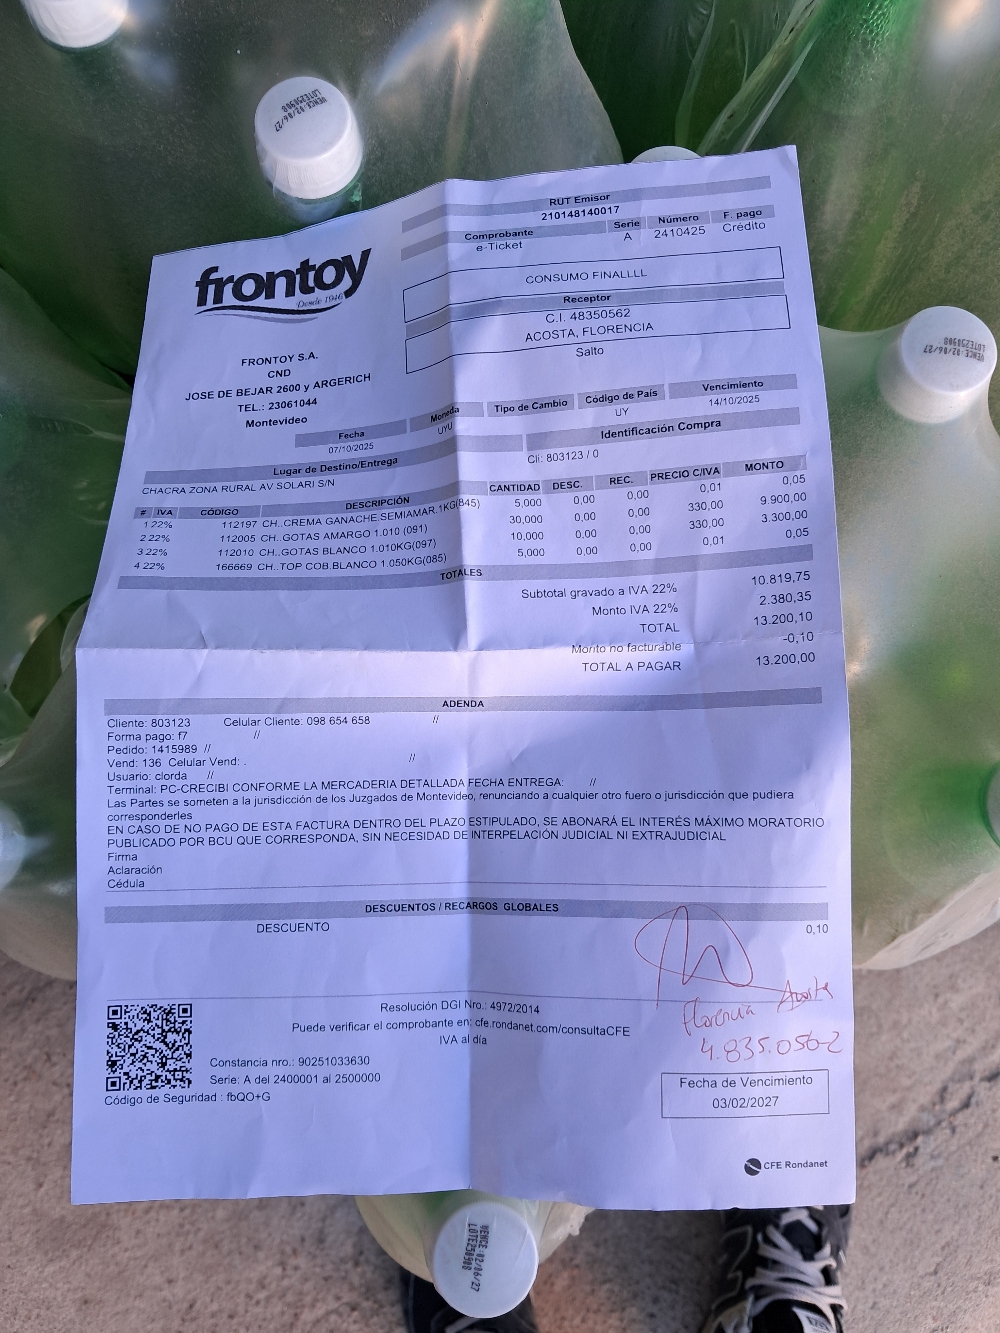 VENCE:02/06/27
LOTE250908
frontoy
Desde 1946
FRONTOY S.A.
CND
JOSE DE BEJAR 2600 y ARGERICH
TEL.: 23061044
Montevideo
RUT Emisor
210148140017
Comprobante Serie Número F. pago
e-Ticket A 2410425 Crédito
CONSUMO FINALLLL
Receptor
C.I. 48350562
ACOSTA, FLORENCIA
Salto
Fecha Moneda Tipo de Cambio Código de País Vencimiento
07/10/2025 UYU UY 14/10/2025
Lugar de Destino/Entrega Identificación Compra
CHACRA ZONA RURAL AV SOLARI S/N Cli: 803123 / 0
# IVA CÓDIGO DESCRIPCIÓN CANTIDAD DESC. REC. PRECIO C/IVA MONTO
1 22% 112197 CH..CREMA GANACHE,SEMIAMAR.1KG(845) 5,000 0,00 0,00 0,01 0,05
2 22% 112005 CH..GOTAS AMARGO 1.010 (091) 30,000 0,00 0,00 330,00 9.900,00
3 22% 112010 CH..GOTAS BLANCO 1.010KG(097) 10,000 0,00 0,00 330,00 3.300,00
4 22% 166669 CH..TOP COB.BLANCO 1.050KG(085) 5,000 0,00 0,00 0,01 0,05
TOTALES
Subtotal gravado a IVA 22% 10.819,75
Monto IVA 22% 2.380,35
TOTAL 13.200,10
Monto no facturable -0,10
TOTAL A PAGAR 13.200,00
ADENDA
Cliente: 803123 Celular Cliente: 098 654 658 //
Forma pago: f7 //
Pedido: 1415989 //
Vend: 136 Celular Vend: . //
Usuario: clorda //
Terminal: PC-CRECIBI CONFORME LA MERCADERIA DETALLADA FECHA ENTREGA: //
Las Partes se someten a la jurisdicción de los Juzgados de Montevideo, renunciando a cualquier otro fuero o jurisdicción que pudiera
corresponderles
EN CASO DE NO PAGO DE ESTA FACTURA DENTRO DEL PLAZO ESTIPULADO, SE ABONARÁ EL INTERÉS MÁXIMO MORATORIO
PUBLICADO POR BCU QUE CORRESPONDA, SIN NECESIDAD DE INTERPELACIÓN JUDICIAL NI EXTRAJUDICIAL
Firma
Aclaración
Cédula
DESCUENTOS / RECARGOS GLOBALES
DESCUENTO 0,10
Florencia Acosta
4.835.056-2
Resolución DGI Nro.: 4972/2014
Puede verificar el comprobante en: cfe.rondanet.com/consultaCFE
IVA al día
Constancia nro.: 90251033630
Serie: A del 2400001 al 2500000
Código de Seguridad : fbQO+G
Fecha de Vencimiento
03/02/2027
CFE Rondanet
VENCE:02/06/27
LOTE250908
VENCE:02/06/27
LOTE250908